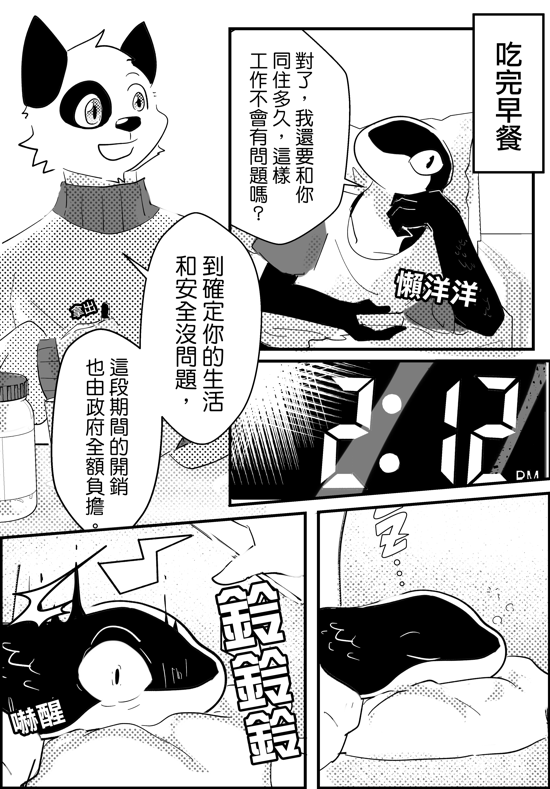 吃完早餐
對了，我還要和你
同住多久，這樣
工作不會有問題嗎？
懶洋洋
到確定你的生活
和安全沒問題，
拿出
這段期間的開銷
也由政府全額負擔。
2:12
PM
Z...
鈴鈴鈴
嚇醒